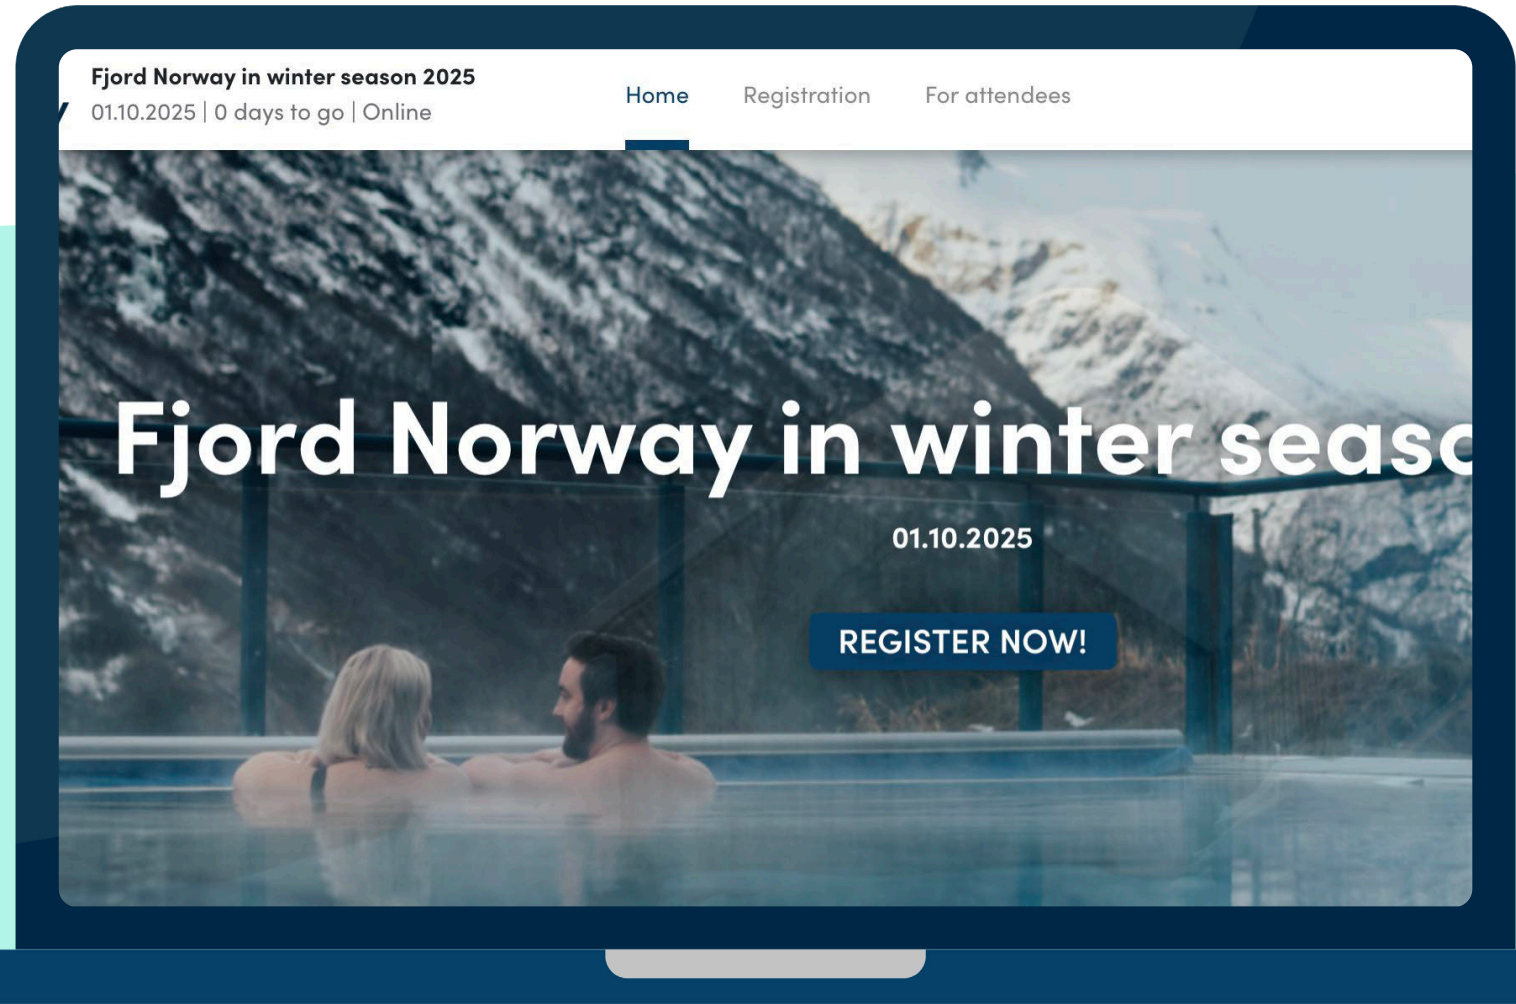 Fjord Norway in winter season 2025
01.10.2025 | 0 days to go | Online
Home
Registration
For attendees
Fjord Norway in winter seaso
01.10.2025
REGISTER NOW!